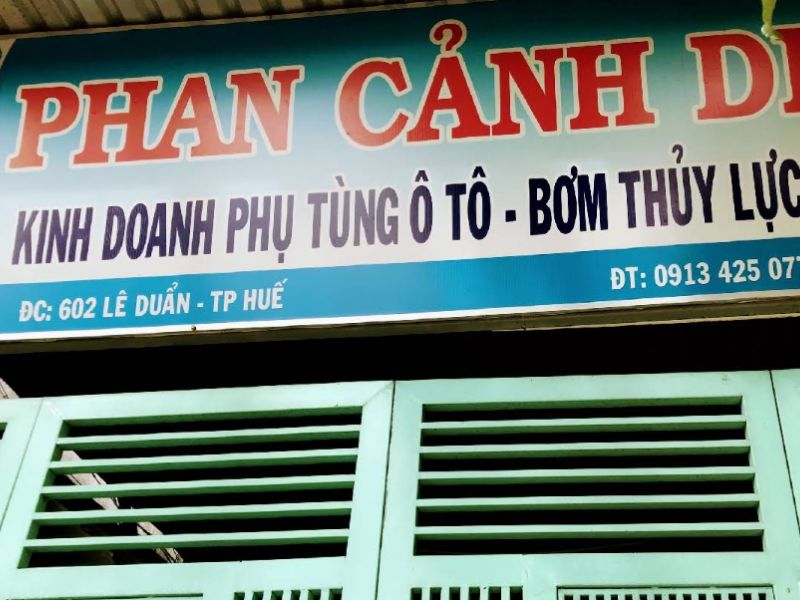 PHAN CẢNH
KINH DOANH PHỤ TÙNG Ô TÔ - BƠM THỦY LỰC
ĐC: 602 LÊ DUẨN - TP HUẾ
ĐT: 0913 425 077